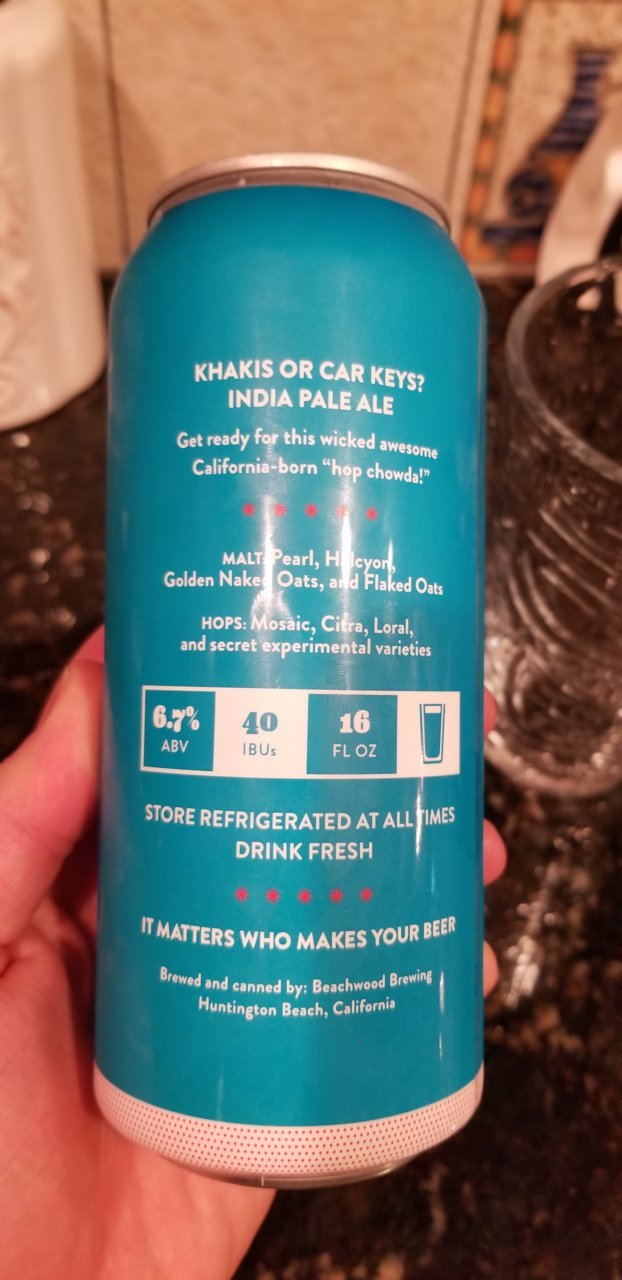 KHAKIS OR CAR KEYS?
INDIA PALE ALE
Get ready for this wicked awesome
California-born "hop chowda!"
MALT: Pearl, Halcyon,
Golden Naked Oats, and Flaked Oats
HOPS: Mosaic, Citra, Loral,
and secret experimental varieties
6.7% ABV 40 IBUs 16 FL OZ
STORE REFRIGERATED AT ALL TIMES
DRINK FRESH
IT MATTERS WHO MAKES YOUR BEER
Brewed and canned by: Beachwood Brewing
Huntington Beach, California